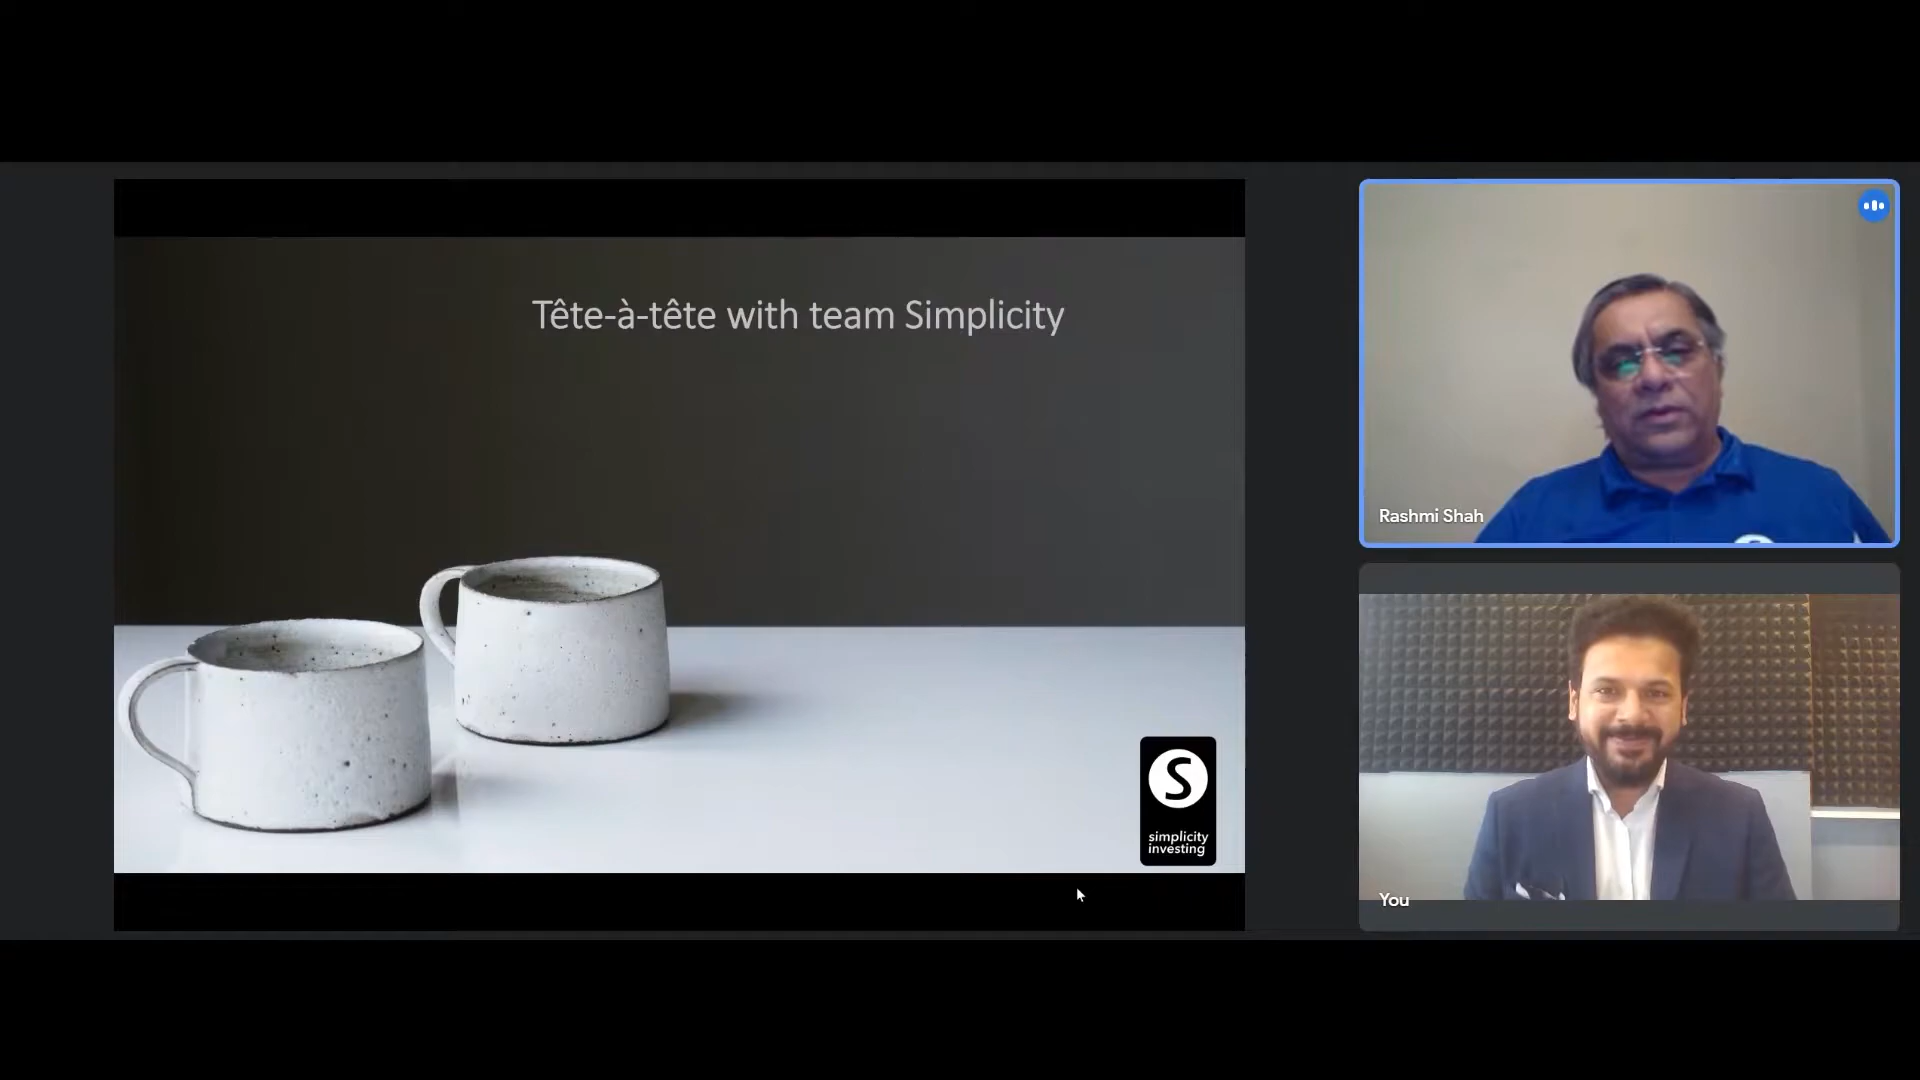 Tête-à-tête with team Simplicity
S
simplicity
investing
Rashmi Shah
You